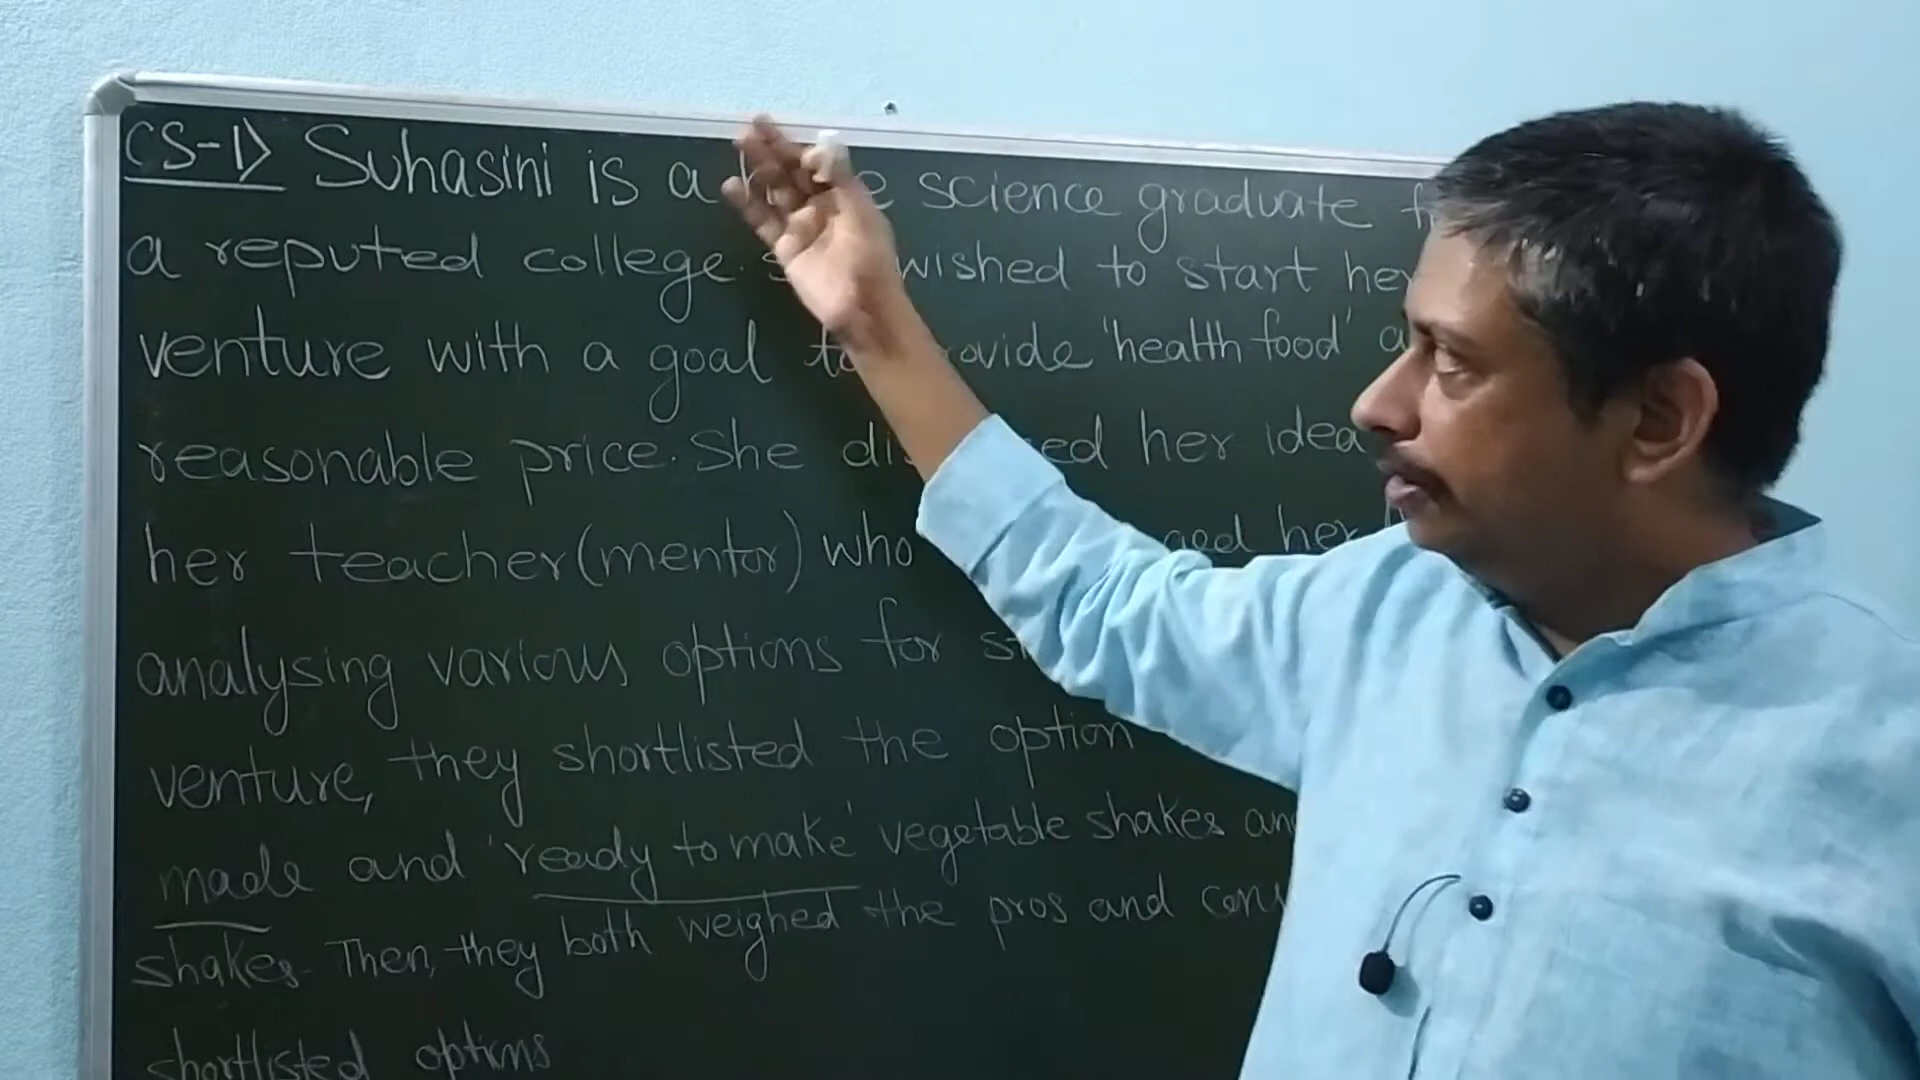 CS-1) Suhasini is a science graduate
a reputed college. wished to start her
venture with a goal to 'health food'
reasonable price. She her idea
her teacher (mentor) who her
analysing various options for
venture, they shortlisted the option
made and 'ready to make' vegetable shakes
shakes. Then, they both weighed the pros and
shortlisted options